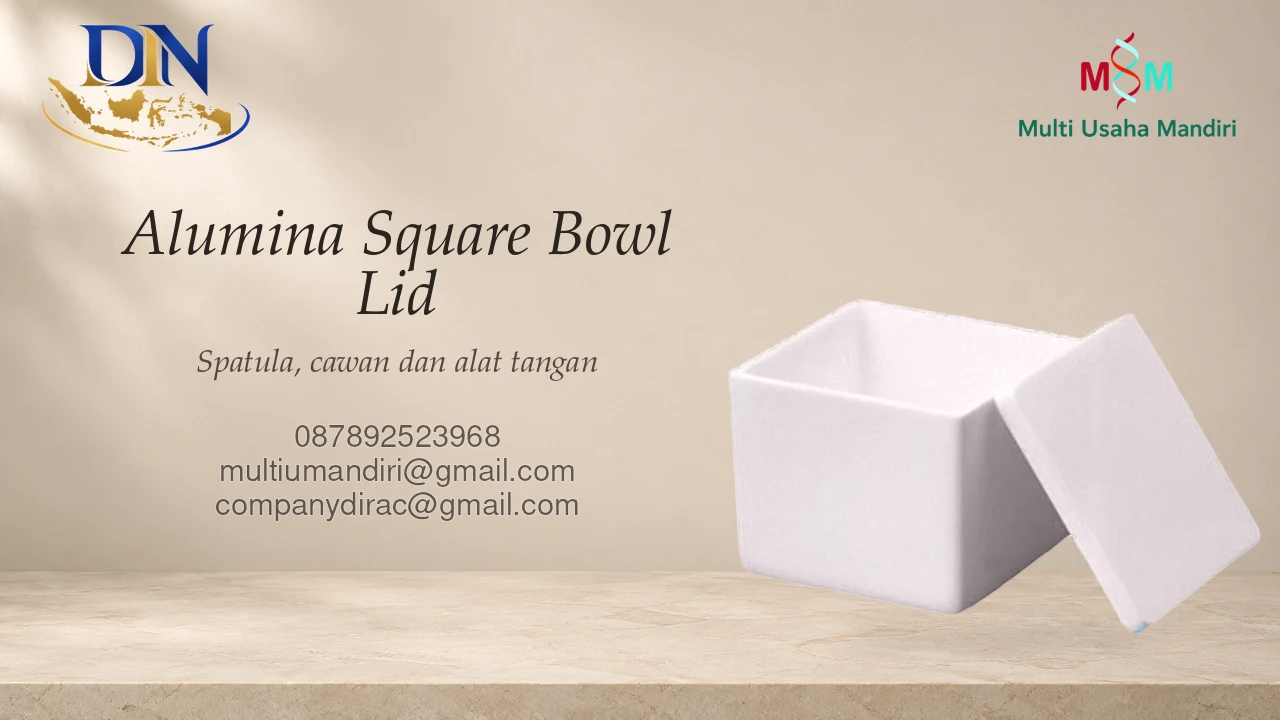 DN
M M
Multi Usaha Mandiri
Alumina Square Bowl
Lid
Spatula, cawan dan alat tangan
087892523968
multiumandiri@gmail.com
companydirac@gmail.com